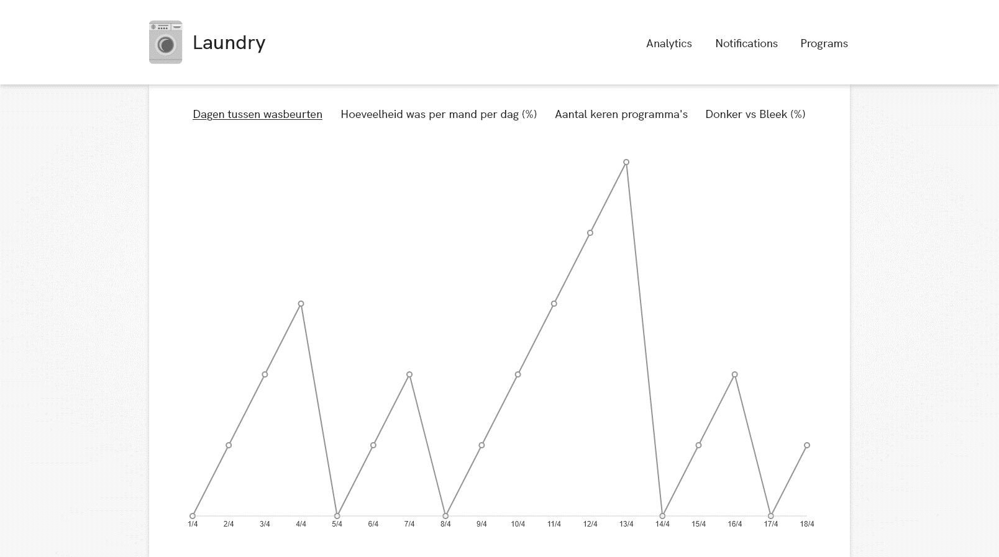 Laundry
Analytics Notifications Programs
Dagen tussen wasbeurten Hoeveelheid was per mand per dag (%) Aantal keren programma's Donker vs Bleek (%)
1/4 2/4 3/4 4/4 5/4 6/4 7/4 8/4 9/4 10/4 11/4 12/4 13/4 14/4 15/4 16/4 17/4 18/4